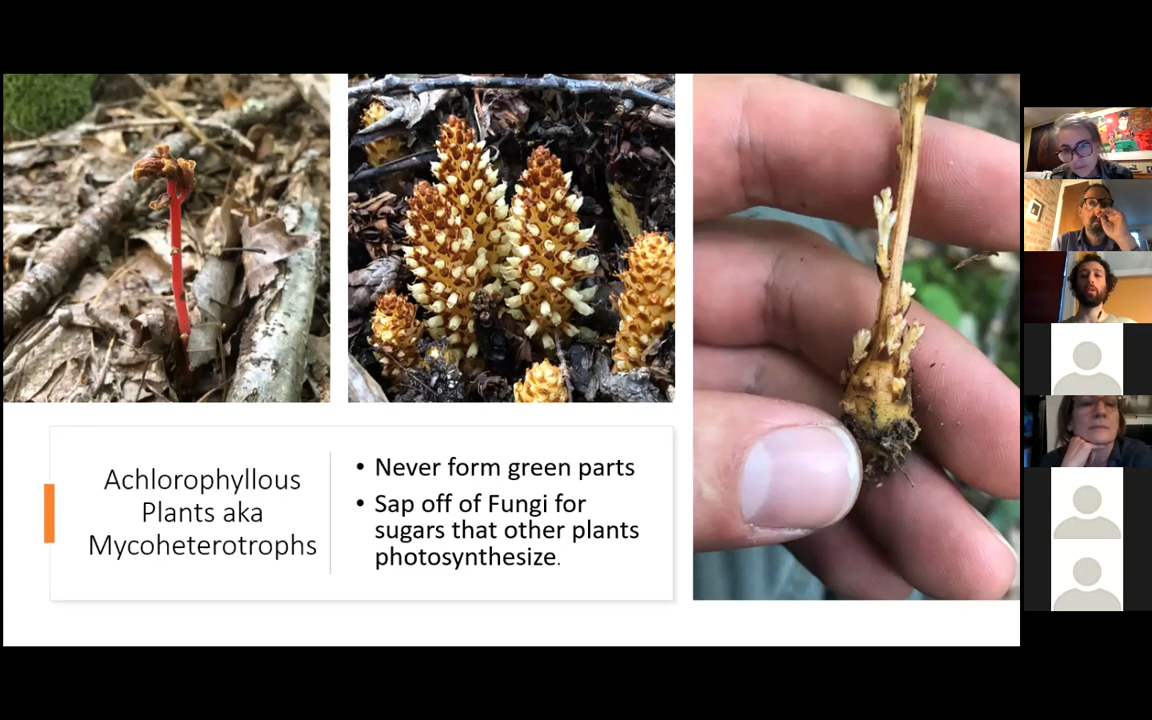 Achlorophyllous
Plants aka
Mycoheterotrophs
• Never form green parts
• Sap off of Fungi for
sugars that other plants
photosynthesize.